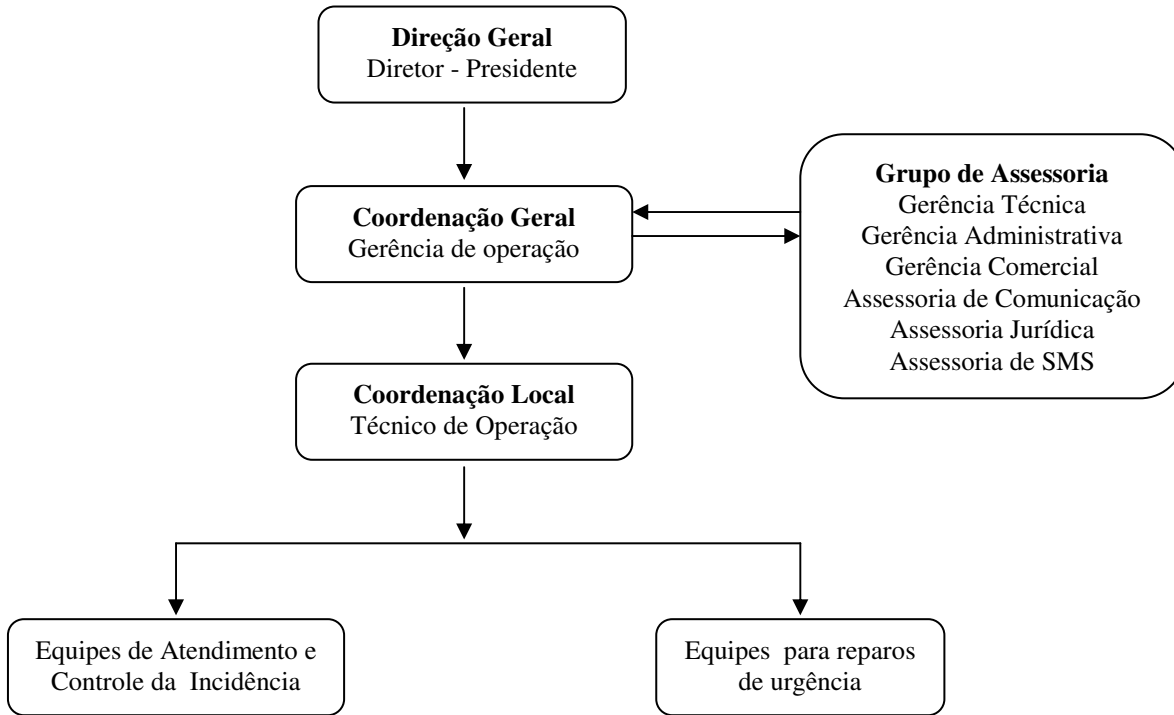 Direção Geral
Diretor - Presidente
Coordenação Geral
Gerência de operação
Grupo de Assessoria
Gerência Técnica
Gerência Administrativa
Gerência Comercial
Assessoria de Comunicação
Assessoria Jurídica
Assessoria de SMS
Coordenação Local
Técnico de Operação
Equipes de Atendimento e
Controle da Incidência
Equipes para reparos
de urgência